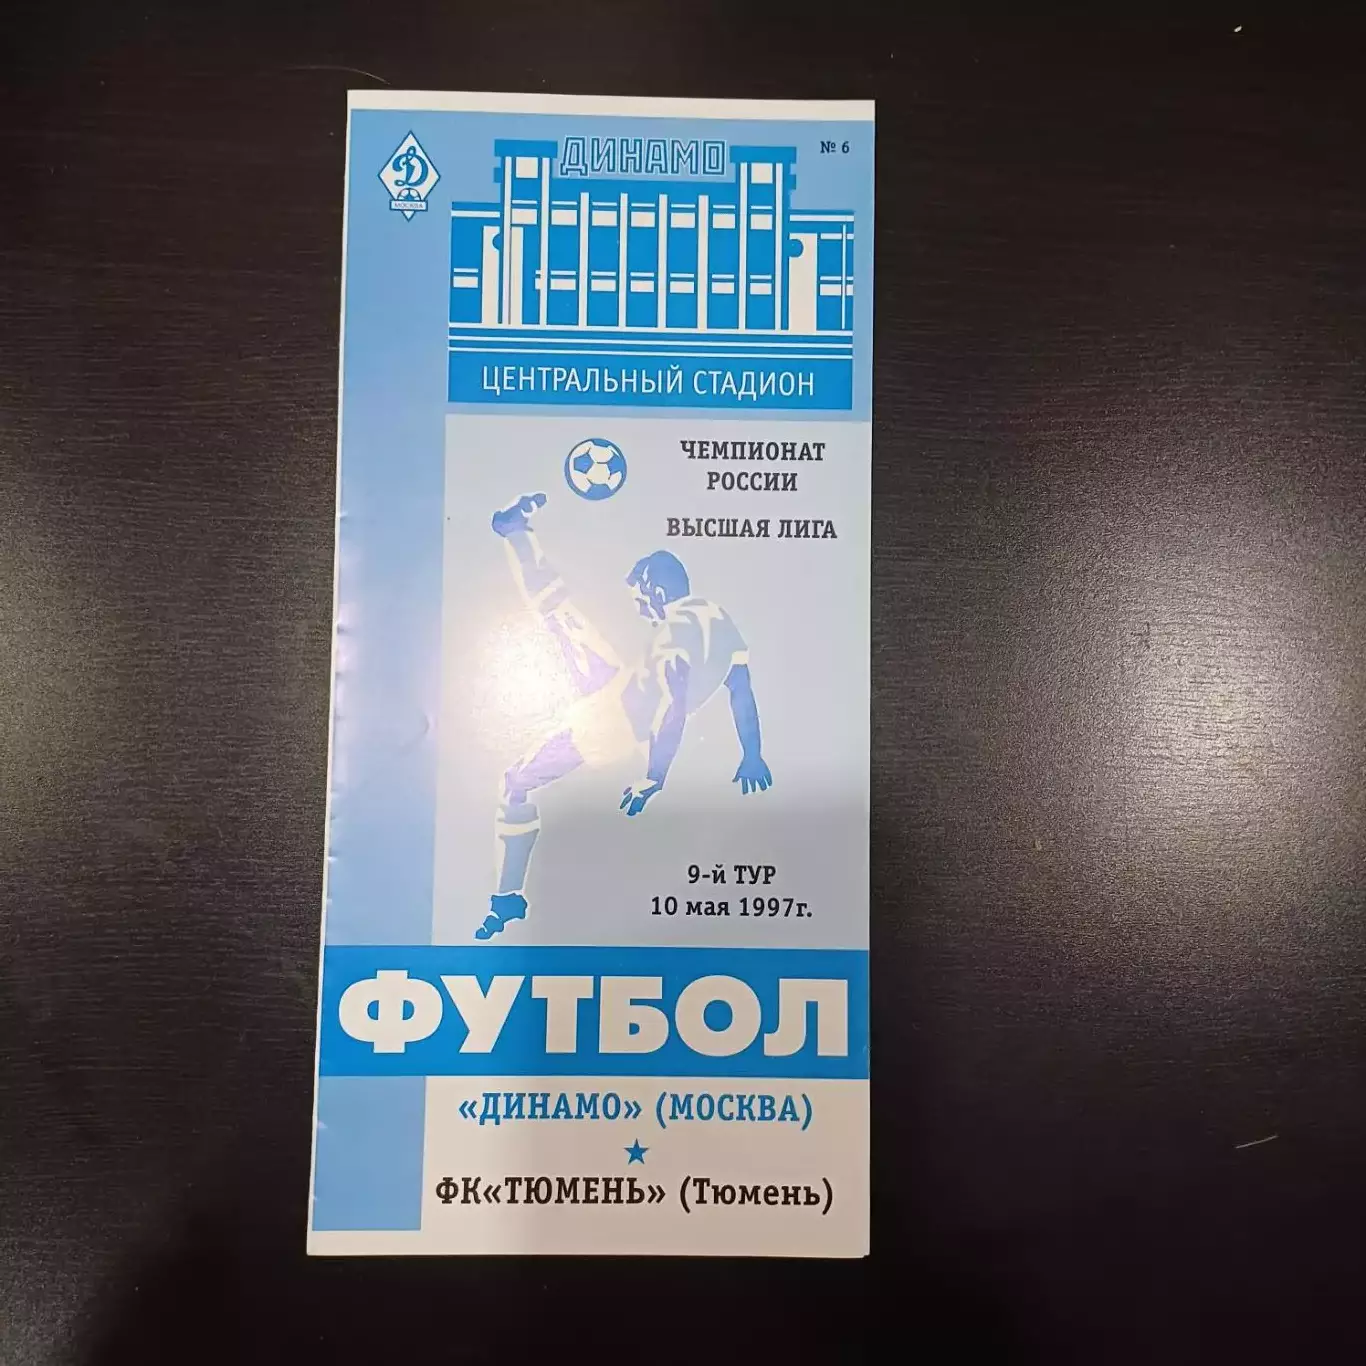 ДИНАМО
№ 6
Д
МОСКВА
ЦЕНТРАЛЬНЫЙ СТАДИОН
ЧЕМПИОНАТ
РОССИИ
ВЫСШАЯ ЛИГА
9-й ТУР
10 мая 1997г.
ФУТБОЛ
«ДИНАМО» (МОСКВА)
ФК«ТЮМЕНЬ» (Тюмень)